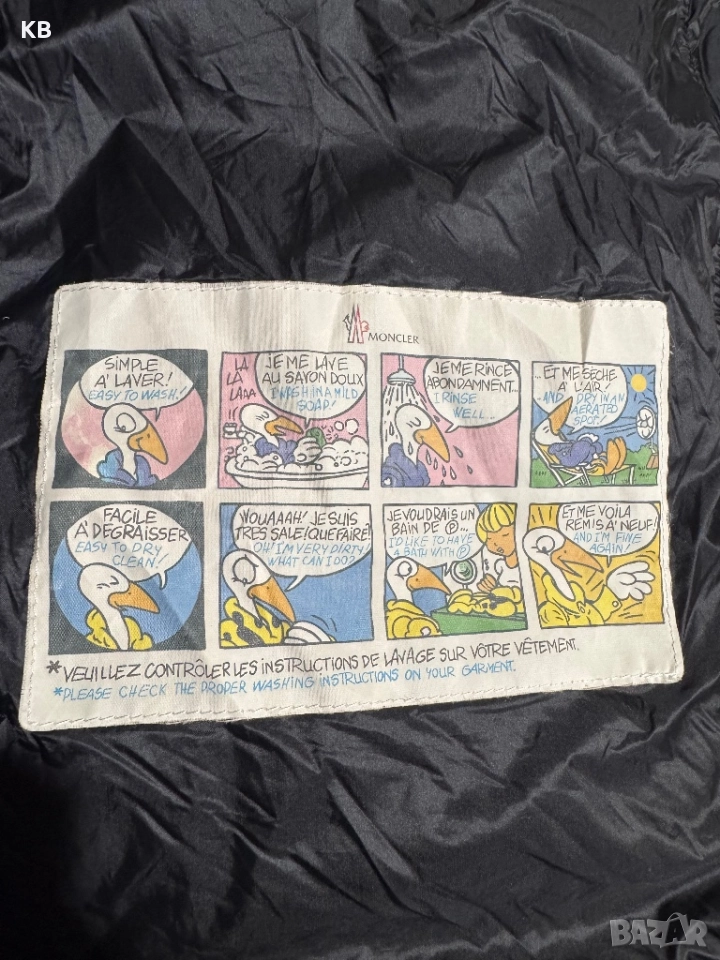 KB
MONCLER
SIMPLE
A' LAVER!
EASY TO WASH!
LA
LA
LAAA
JE ME LAVE
AU SAYON DOUX
I WASH IN A MILD
SOAP!
JE ME RINCE
ABONDAMNENT...
I RINSE
WELL...
...ET ME SECHE
A' L'AIR!
-AND I DRY IN AN
AERATED
SPOT!
FACILE
A' DEGRAISSER
EASY TO DRY
CLEAN!
WOUAAAH! JE SUIS
TRES SALE! QUE FAIRE!
OH! I'M VERY DIRTY
WHAT CAN I DO?
JE VOUDRAIS UN
BAIN DE Ⓟ...
I'D LIKE TO HAVE
A BATH WITH Ⓟ
ET ME VOILA
REMIS A' NEUF!
AND I'M FINE
AGAIN!
*VEUILLEZ CONTRÔLER LES INSTRUCTIONS DE LAVAGE SUR VÔTRE VÊTEMENT.
*PLEASE CHECK THE PROPER WASHING INSTRUCTIONS ON YOUR GARMENT.
BAZAR